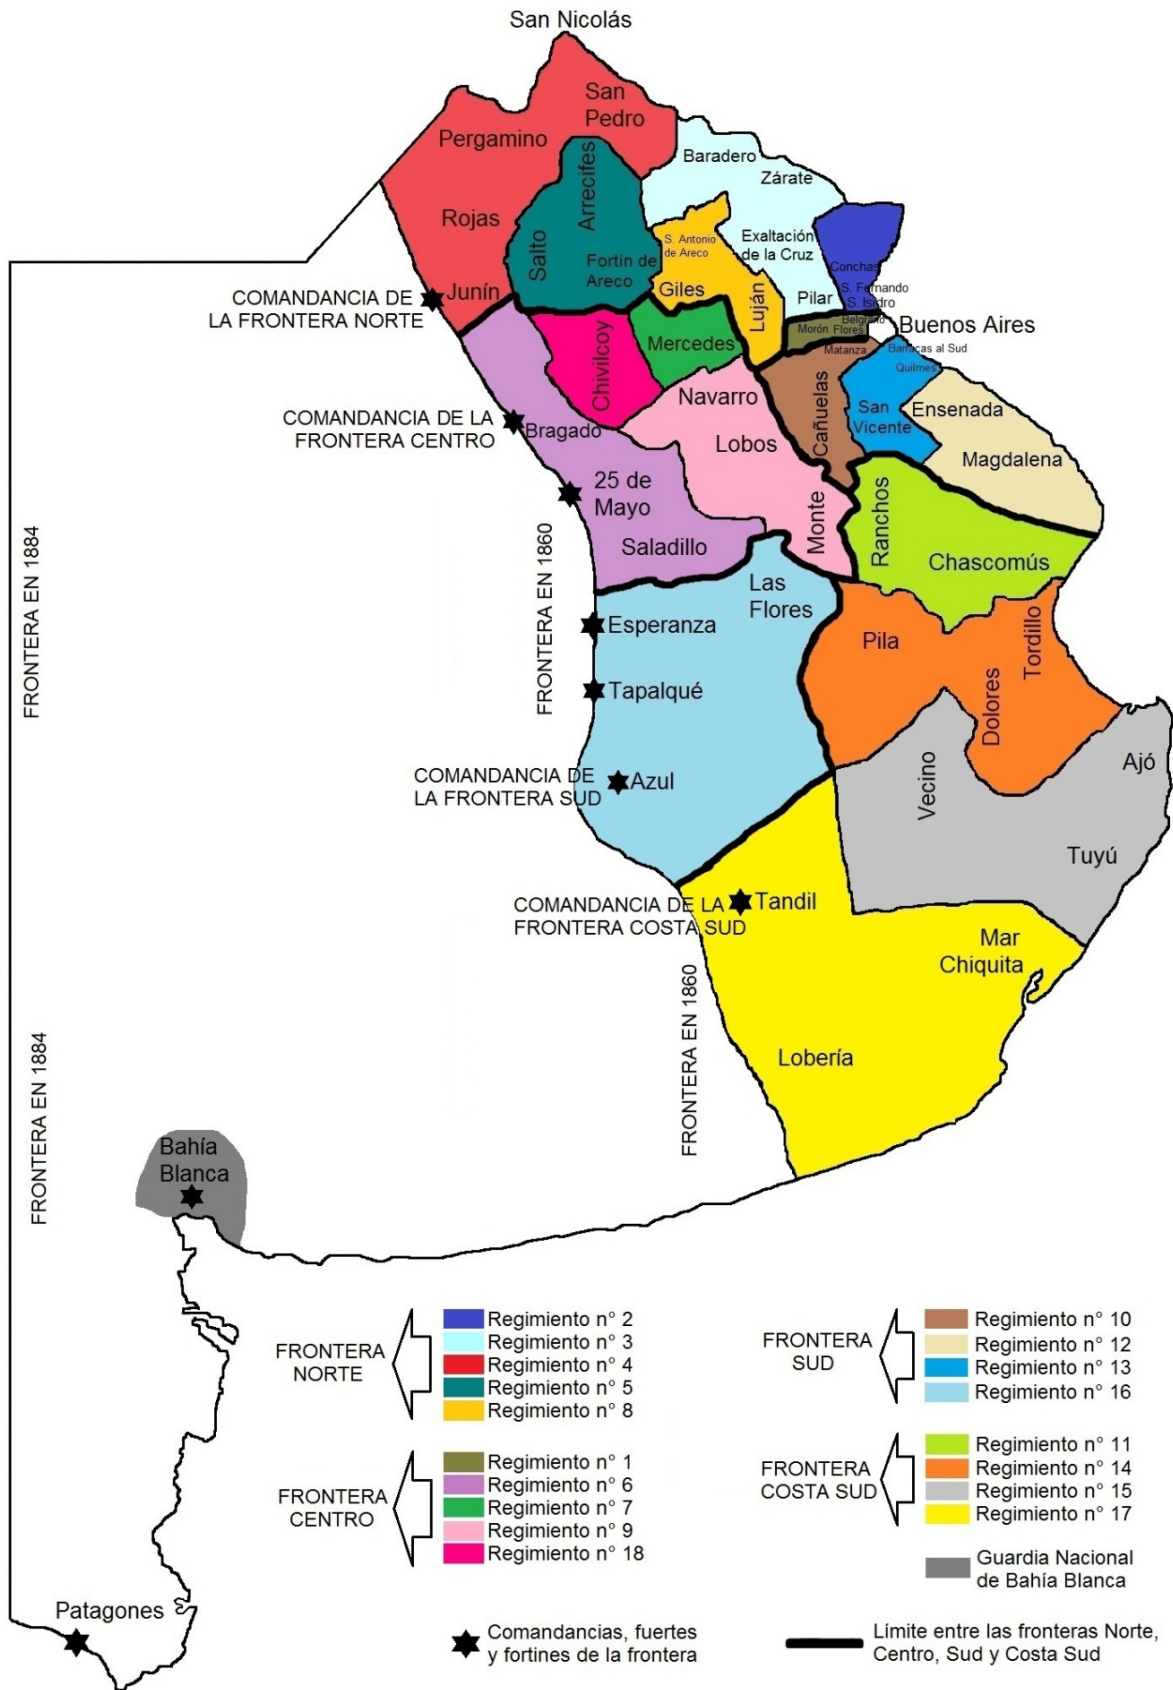 San Nicolás
San
Pedro
Pergamino
Arrecifes
Baradero
Zárate
Rojas
Salto
S. Antonio
de Areco
Exaltación
de la Cruz
Fortín de
Areco
Conchas
Giles
Luján
Pilar
S. Fernando
S. Isidro
Junín
COMANDANCIA DE
LA FRONTERA NORTE
Belgrano
Morón
Flores
Buenos Aires
Chivilcoy
Mercedes
Matanza
Barracas al Sud
Quilmes
Navarro
Cañuelas
San
Vicente
Ensenada
COMANDANCIA DE LA
FRONTERA CENTRO
Bragado
Lobos
Magdalena
25 de
Mayo
Monte
Ranchos
Saladillo
Chascomús
FRONTERA EN 1884
FRONTERA EN 1860
Las
Flores
Esperanza
Pila
Tordillo
Dolores
Tapalqué
COMANDANCIA DE
LA FRONTERA SUD
Azul
Vecino
Ajó
Tuyú
COMANDANCIA DE LA
FRONTERA COSTA SUD
Tandil
Mar
Chiquita
FRONTERA EN 1860
Lobería
FRONTERA EN 1884
Bahía
Blanca
FRONTERA
NORTE
Regimiento n° 2
Regimiento n° 3
Regimiento n° 4
Regimiento n° 5
Regimiento n° 8
FRONTERA
SUD
Regimiento n° 10
Regimiento n° 12
Regimiento n° 13
Regimiento n° 16
FRONTERA
CENTRO
Regimiento n° 1
Regimiento n° 6
Regimiento n° 7
Regimiento n° 9
Regimiento n° 18
FRONTERA
COSTA SUD
Regimiento n° 11
Regimiento n° 14
Regimiento n° 15
Regimiento n° 17
Guardia Nacional
de Bahía Blanca
Patagones
Comandancias, fuertes
y fortines de la frontera
Límite entre las fronteras Norte,
Centro, Sud y Costa Sud